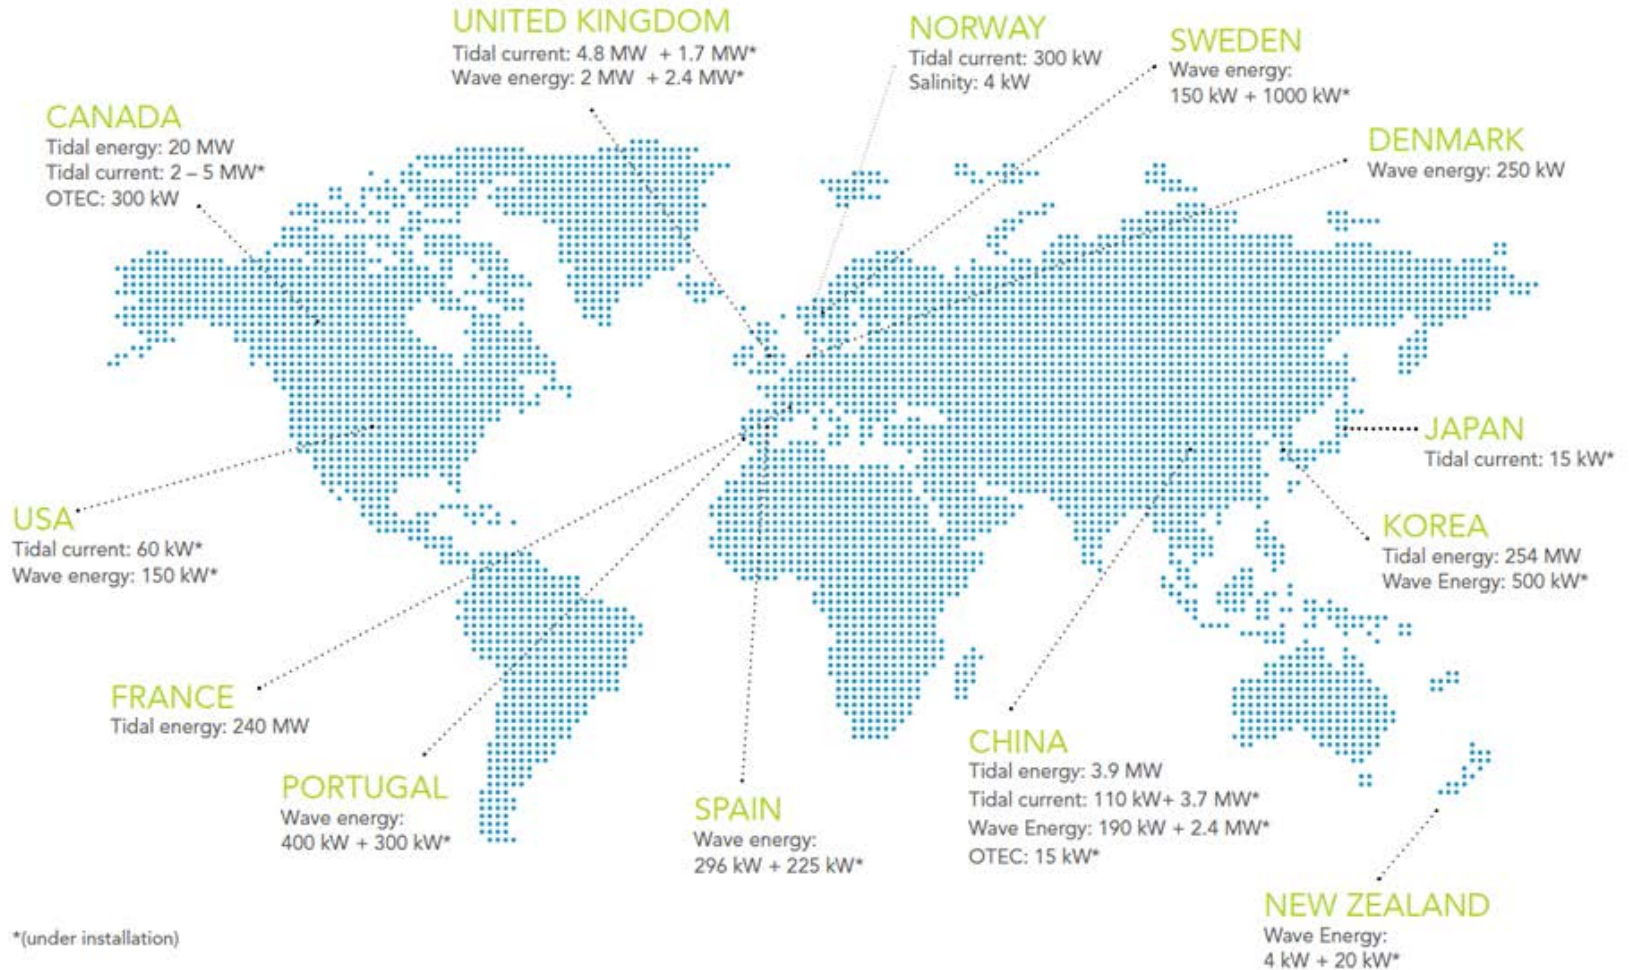 UNITED KINGDOM
Tidal current: 4.8 MW + 1.7 MW*
Wave energy: 2 MW + 2.4 MW*
NORWAY
Tidal current: 300 kW
Salinity: 4 kW
SWEDEN
Wave energy:
150 kW + 1000 kW*
CANADA
Tidal energy: 20 MW
Tidal current: 2 – 5 MW*
OTEC: 300 kW
DENMARK
Wave energy: 250 kW
JAPAN
Tidal current: 15 kW*
USA
Tidal current: 60 kW*
Wave energy: 150 kW*
KOREA
Tidal energy: 254 MW
Wave Energy: 500 kW*
FRANCE
Tidal energy: 240 MW
PORTUGAL
Wave energy:
400 kW + 300 kW*
SPAIN
Wave energy:
296 kW + 225 kW*
CHINA
Tidal energy: 3.9 MW
Tidal current: 110 kW+ 3.7 MW*
Wave Energy: 190 kW + 2.4 MW*
OTEC: 15 kW*
NEW ZEALAND
Wave Energy:
4 kW + 20 kW*
*(under installation)